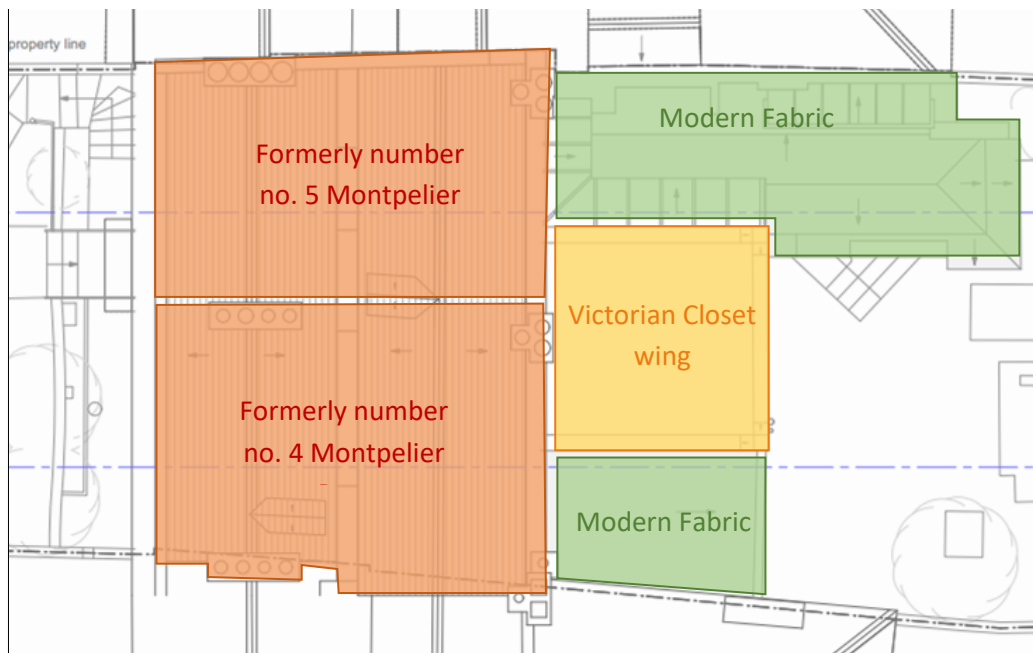 property line
Formerly number
no. 5 Montpelier
Modern Fabric
Victorian Closet
wing
Formerly number
no. 4 Montpelier
Modern Fabric